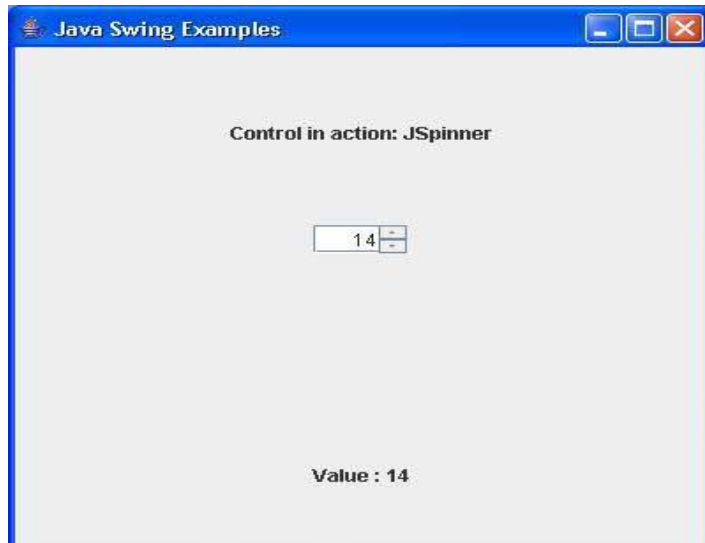 Java Swing Examples
Control in action: JSpinner
14
Value : 14